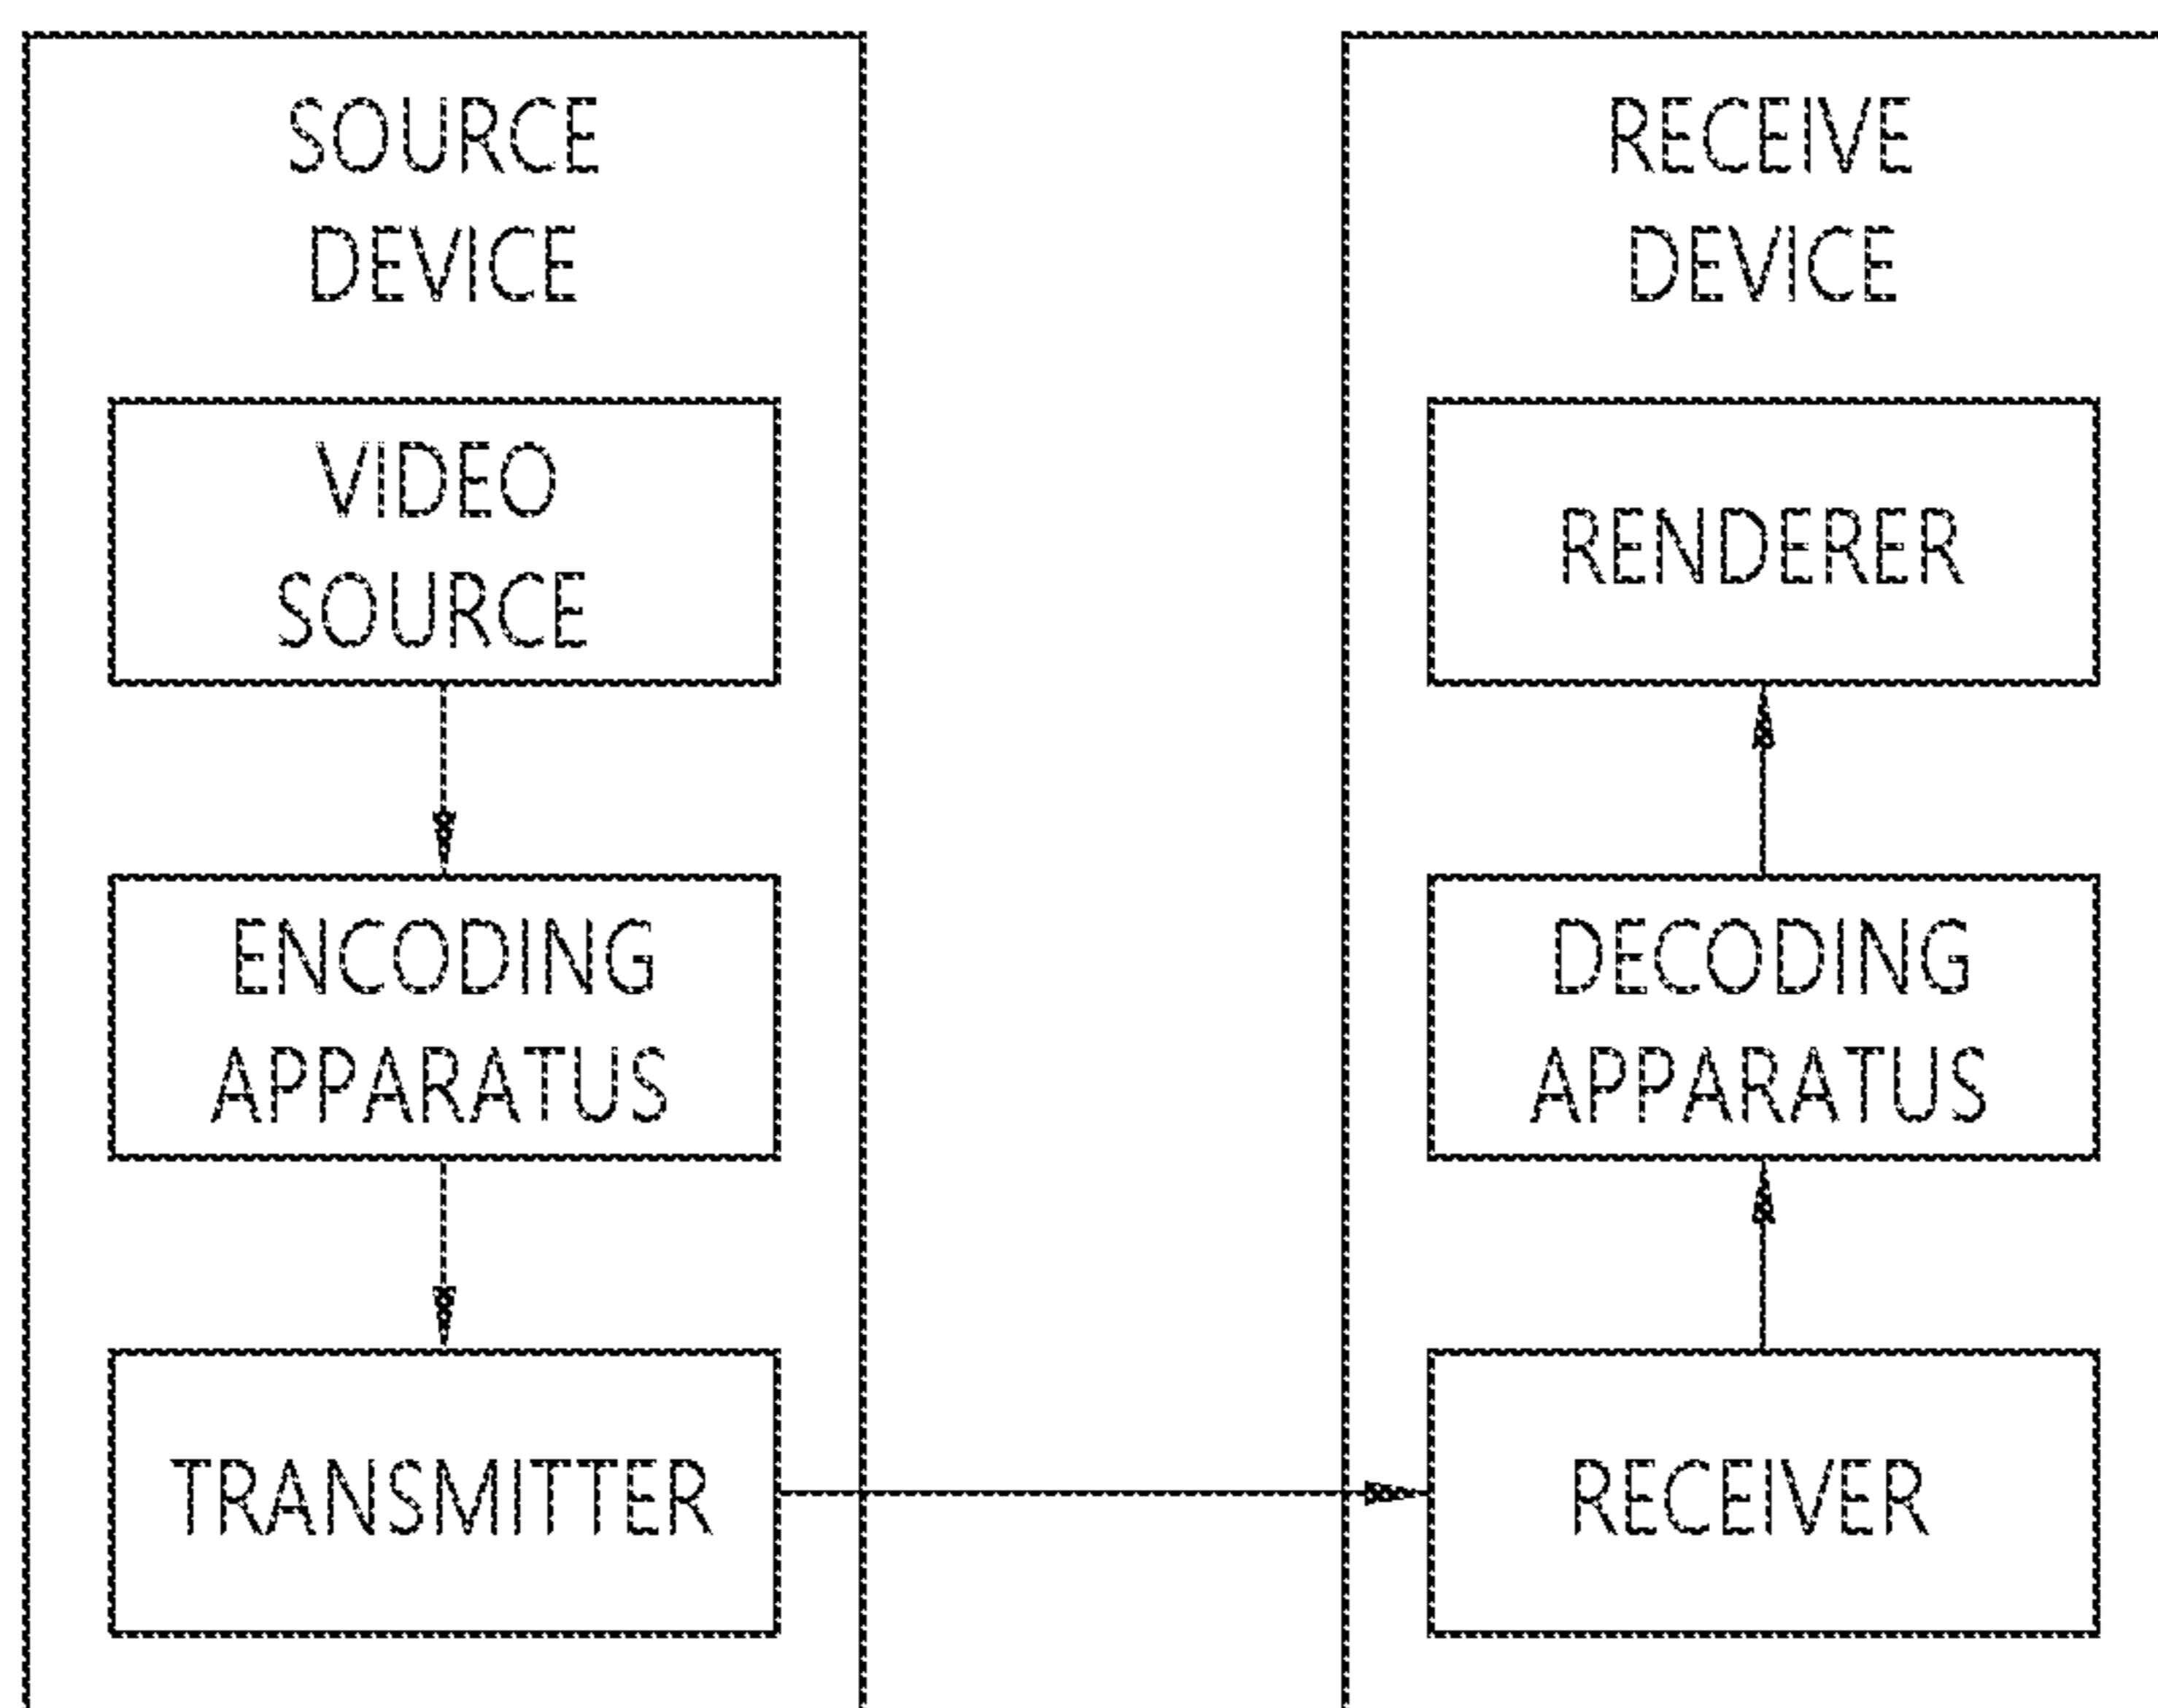 SOURCE
DEVICE
VIDEO
SOURCE
ENCODING
APPARATUS
TRANSMITTER
RECEIVE
DEVICE
RENDERER
DECODING
APPARATUS
RECEIVER